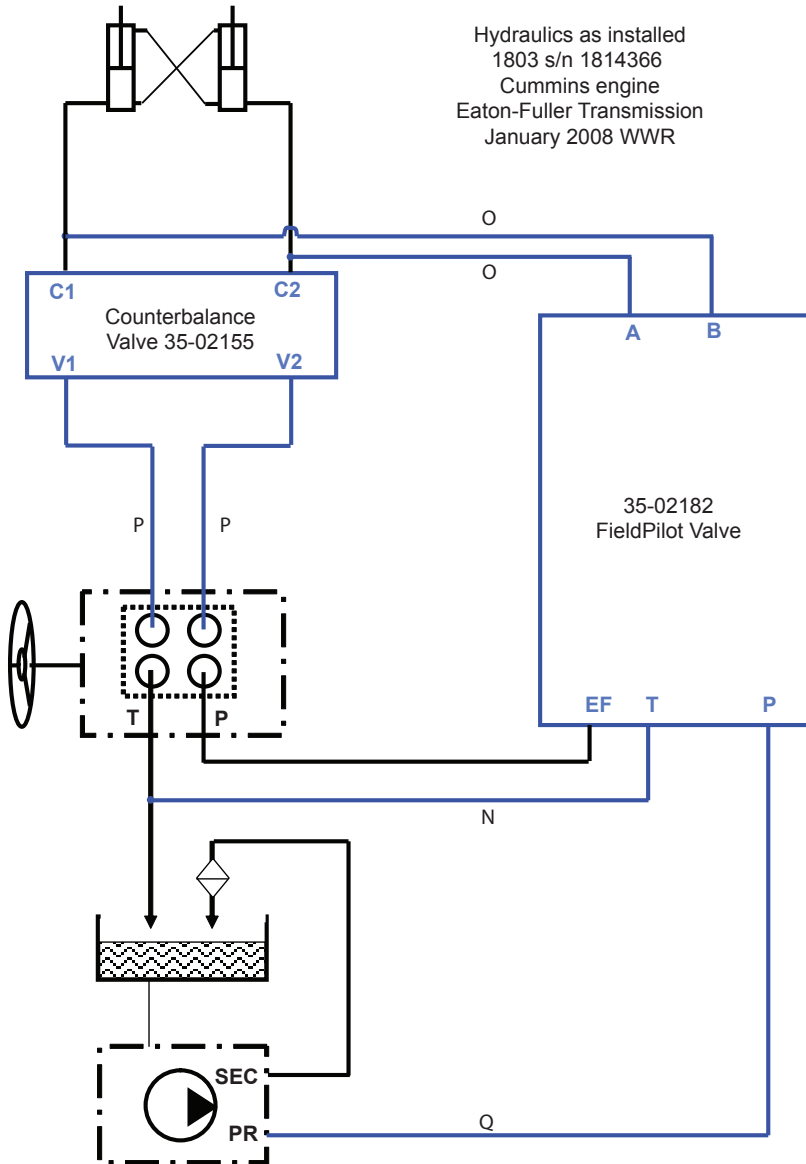 Hydraulics as installed
1803 s/n 1814366
Cummins engine
Eaton-Fuller Transmission
January 2008 WWR
O
O
C1
C2
Counterbalance
Valve 35-02155
V1
V2
A
B
35-02182
FieldPilot Valve
P
P
T
P
EF
T
P
N
SEC
PR
Q